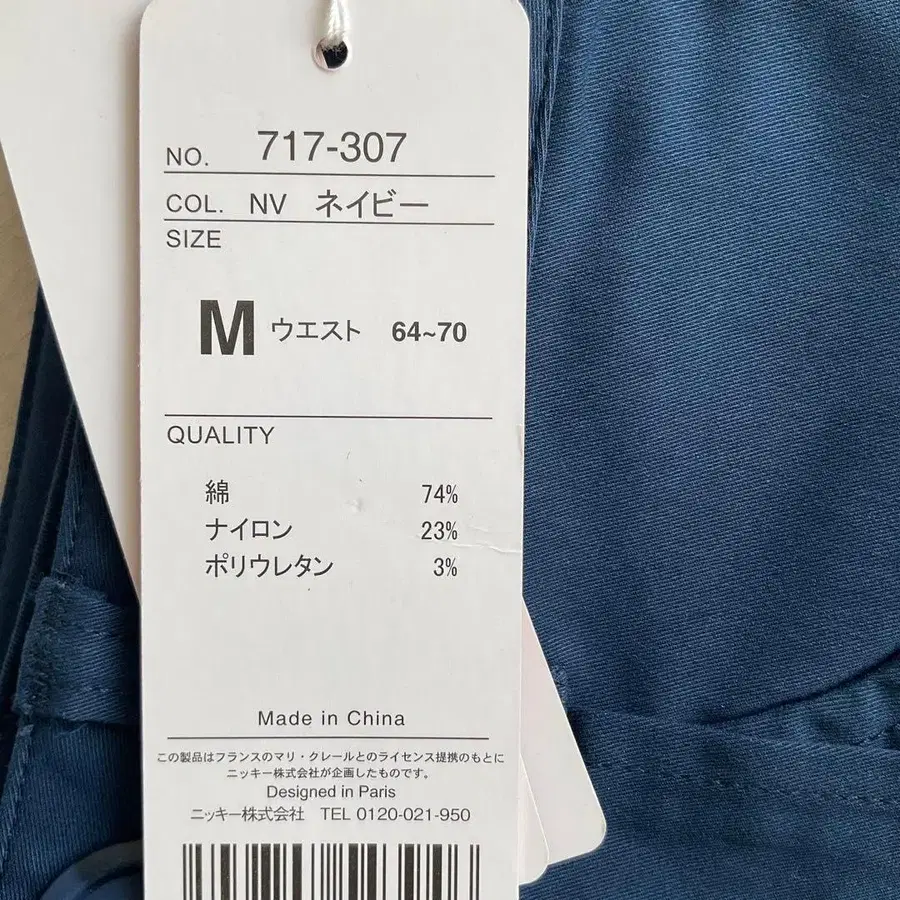 NO. 717-307
COL. NV ネイビー
SIZE
M ウエスト 64~70
QUALITY
綿 74%
ナイロン 23%
ポリウレタン 3%
Made in China
この製品はフランスのマリ・クレールとのライセンス提携のもとに
ニッキー株式会社が企画したものです。
Designed in Paris
ニッキー株式会社 TEL 0120-021-950